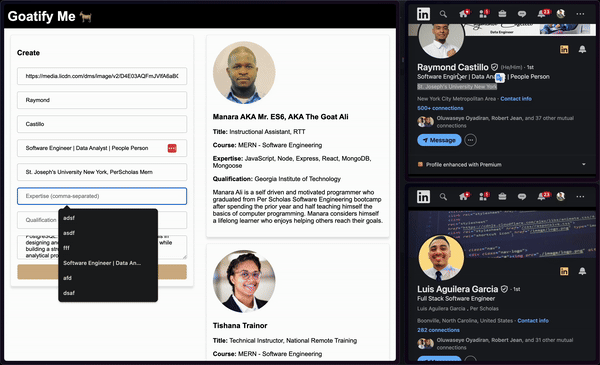 Goatify Me
Create
https://media.licdn.com/dms/image/v2/D4E03AQFmJVlfA6aBG
Raymond
Castillo
Software Engineer | Data Analyst | People Person
St. Joseph's University New York, PerScholas Mern
Expertise (comma-separated)
Qualification
adsf
asdf
fff
Software Engineer | Data An...
afd
dsaf
designing and
while
building a str
analytical pro
Manara AKA Mr. ES6, AKA The Goat Ali
Title: Instructional Assistant, RTT
Course: MERN - Software Engineering
Expertise: JavaScript, Node, Express, React, MongoDB,
Mongoose
Qualification: Georgia Institute of Technology
Manara Ali is a self driven and motivated programmer who
graduated from Per Scholas Software Engineering bootcamp
after spending the prior year and half teaching himself the
basics of computer programming. Manara considers himself
a lifelong learner who enjoys helping others reach their goals.
Tishana Trainor
Title: Technical Instructor, National Remote Training
Course: MERN - Software Engineering
in
23
Data Engineer
Raymond Castillo (He/Him) · 1st
Software Engineer | Data Analyst | People Person
St. Joseph's University New York
New York City Metropolitan Area · Contact info
500+ connections
Oluwaseye Oyadiran, Robert Jean, and 37 other mutual
connections
Message
Profile enhanced with Premium
in
23
Luis Aguilera Garcia · 1st
Full Stack Software Engineer
Luis Aguilera Garcia , Per Scholas
Boonville, North Carolina, United States · Contact info
282 connections
Oluwaseye Oyadiran, Robert Jean, and 21 other mutual
connections